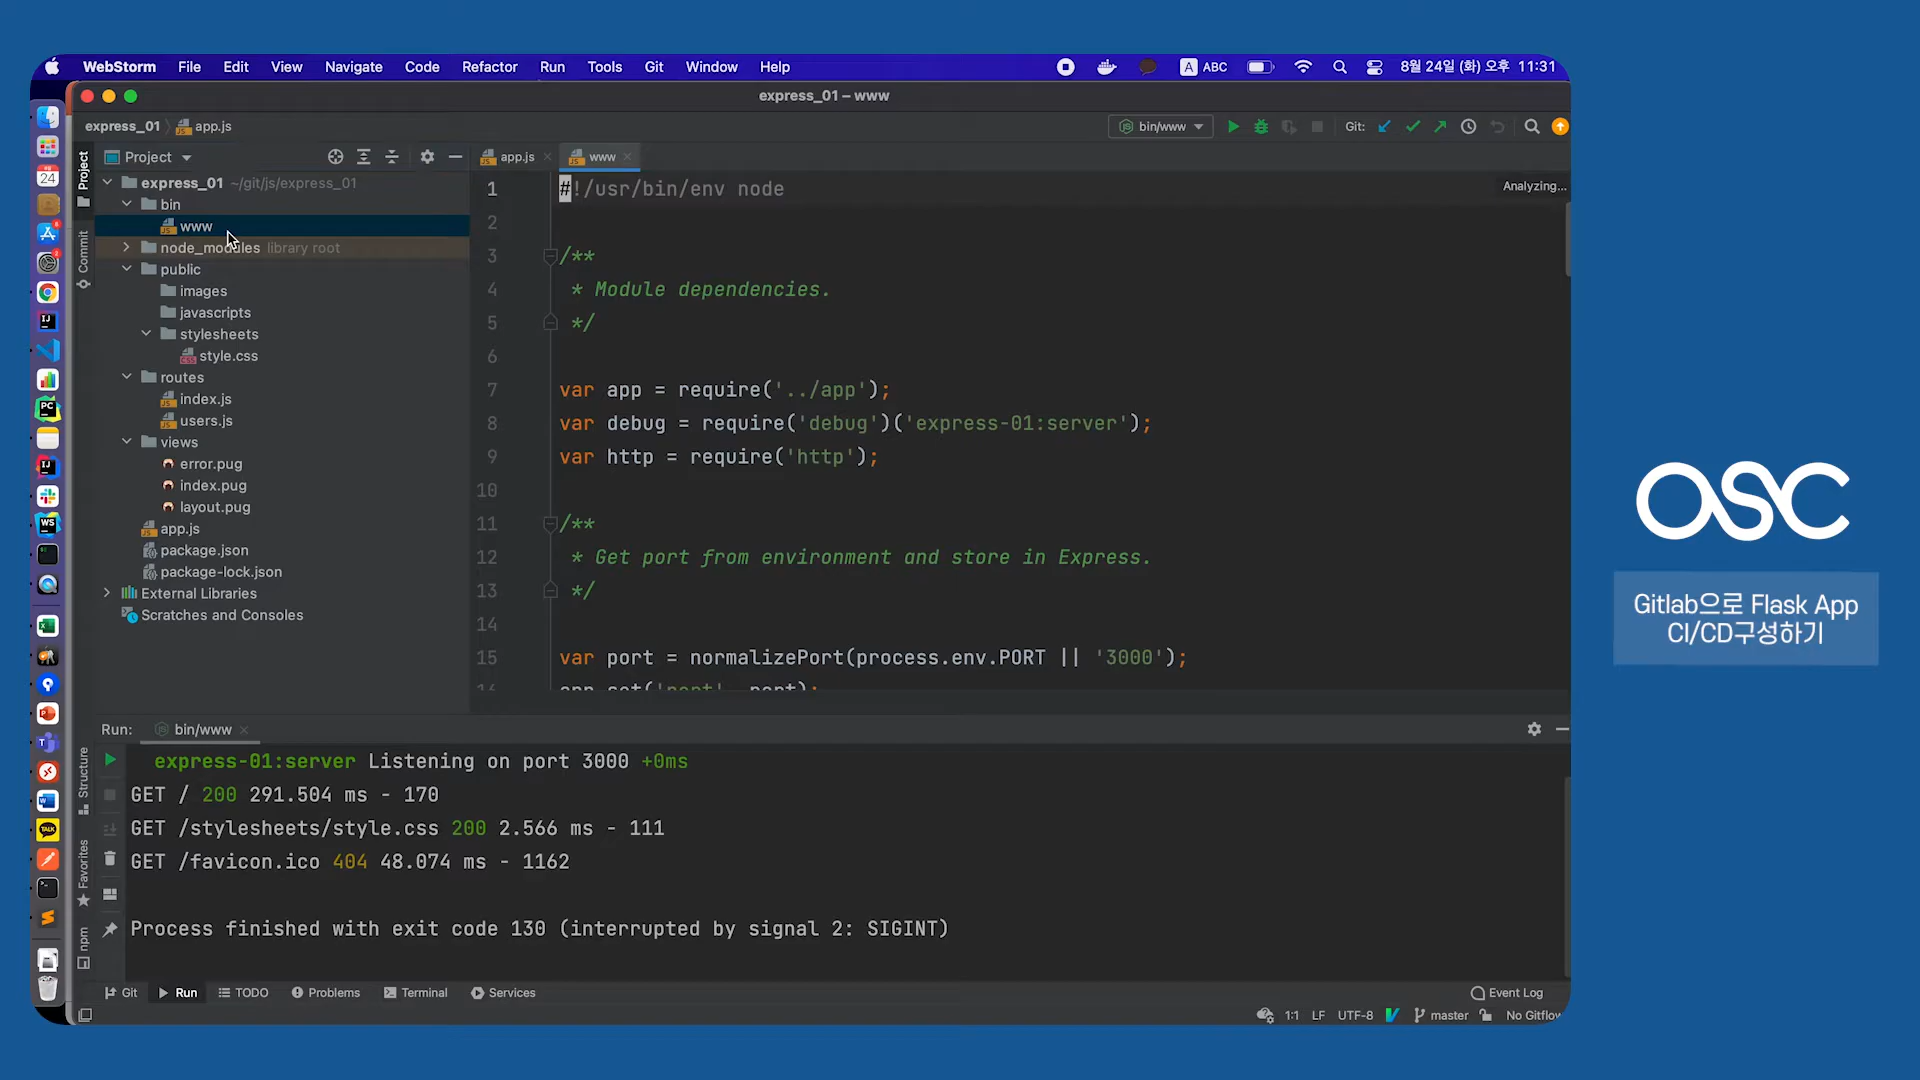 WebStorm File Edit View Navigate Code Refactor Run Tools Git Window Help A ABC 8월 24일 (화) 오후 11:31
express_01 – www
express_01 app.js bin/www Git:
Project Project app.js www
express_01 ~/git/js/express_01
bin
www
node_modules library root
public
images
javascripts
stylesheets
style.css
routes
index.js
users.js
views
error.pug
index.pug
layout.pug
app.js
package.json
package-lock.json
External Libraries
Scratches and Consoles
Commit
Analyzing...
1 #!/usr/bin/env node
2
3 /**
4 * Module dependencies.
5 */
6
7 var app = require('../app');
8 var debug = require('debug')('express-01:server');
9 var http = require('http');
10
11 /**
12 * Get port from environment and store in Express.
13 */
14
15 var port = normalizePort(process.env.PORT || '3000');
16 app.set('port', port);
Run: bin/www
express-01:server Listening on port 3000 +0ms
GET / 200 291.504 ms - 170
GET /stylesheets/style.css 200 2.566 ms - 111
GET /favicon.ico 404 48.074 ms - 1162
Process finished with exit code 130 (interrupted by signal 2: SIGINT)
Structure
Favorites
npm
Git Run TODO Problems Terminal Services Event Log
1:1 LF UTF-8 master No Gitflow
24
IJ
PC
IJ
WS
TALK
OSC
Gitlab으로 Flask App
CI/CD구성하기